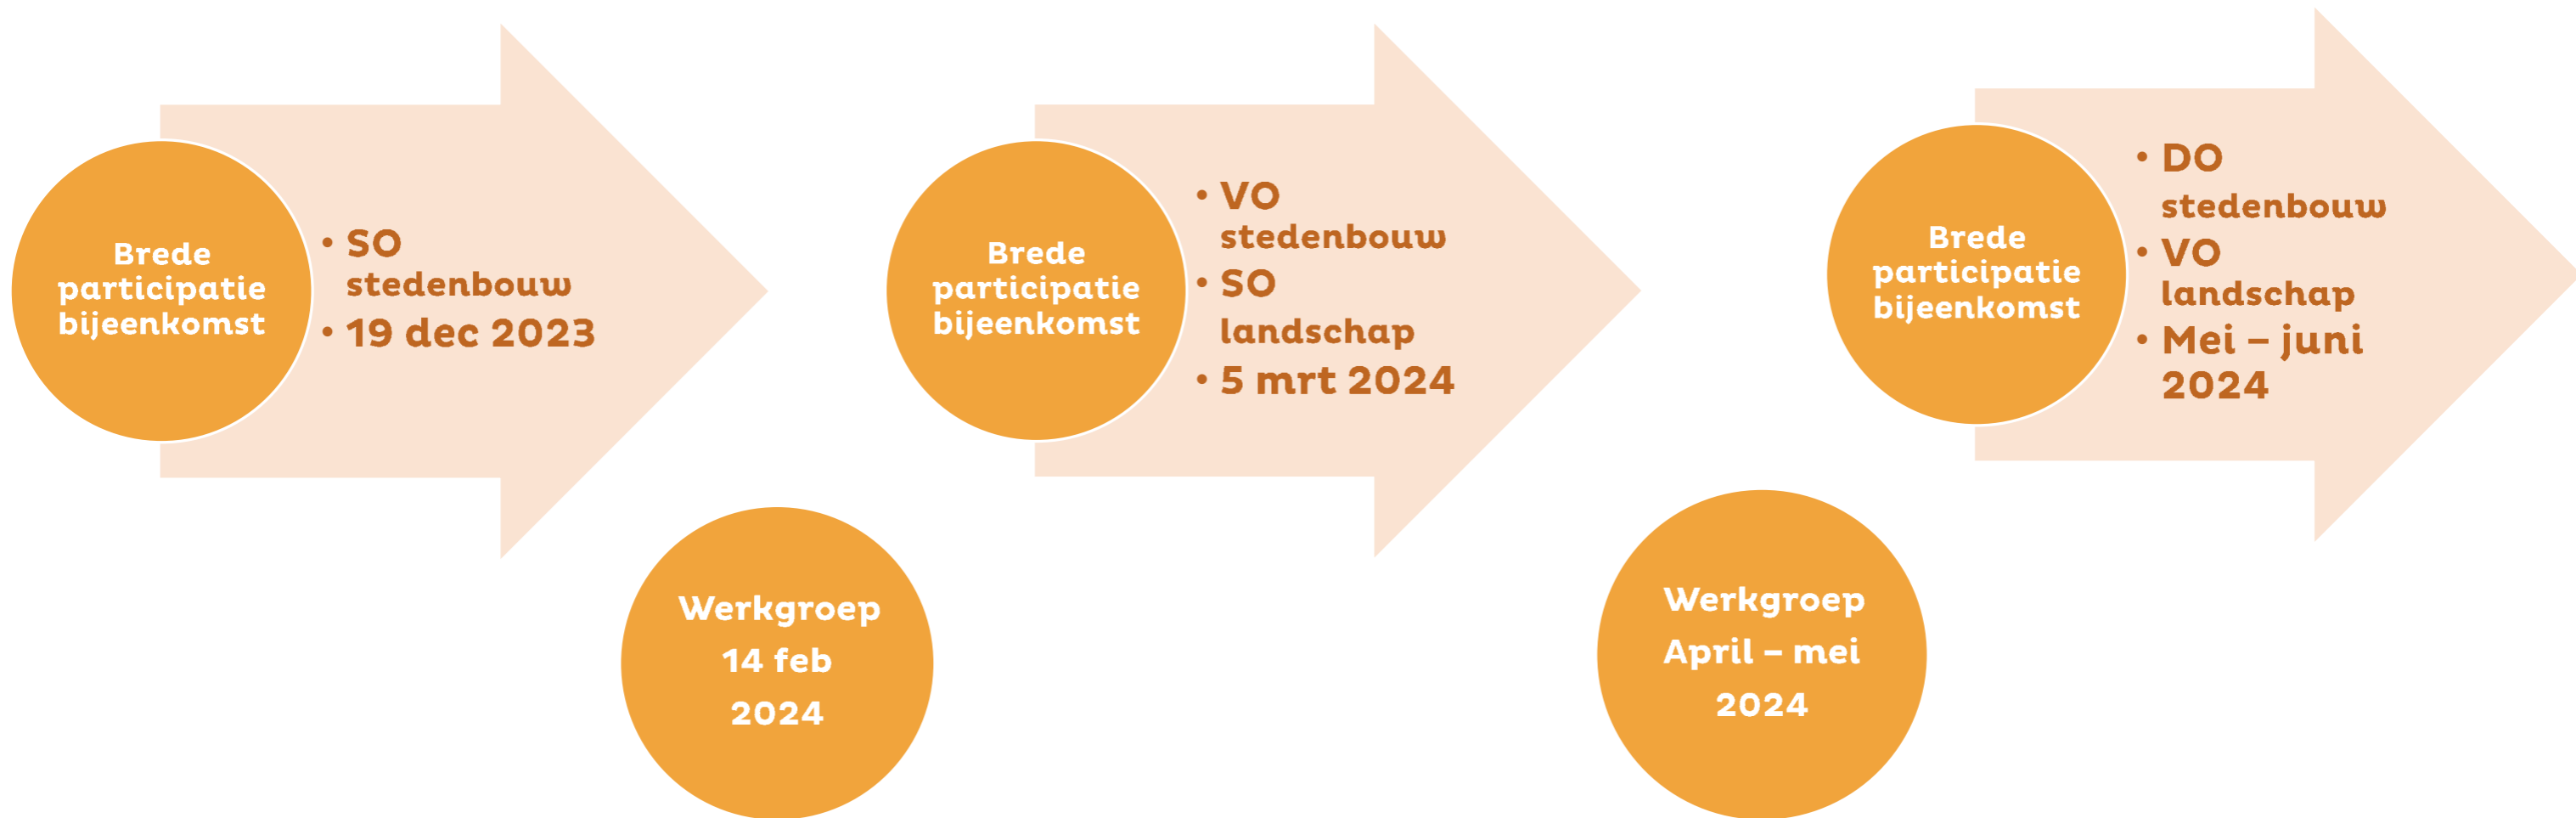 Brede
participatie
bijeenkomst
• SO
stedenbouw
• 19 dec 2023
Werkgroep
14 feb
2024
Brede
participatie
bijeenkomst
• VO
stedenbouw
• SO
landschap
• 5 mrt 2024
Werkgroep
April – mei
2024
Brede
participatie
bijeenkomst
• DO
stedenbouw
• VO
landschap
• Mei – juni
2024